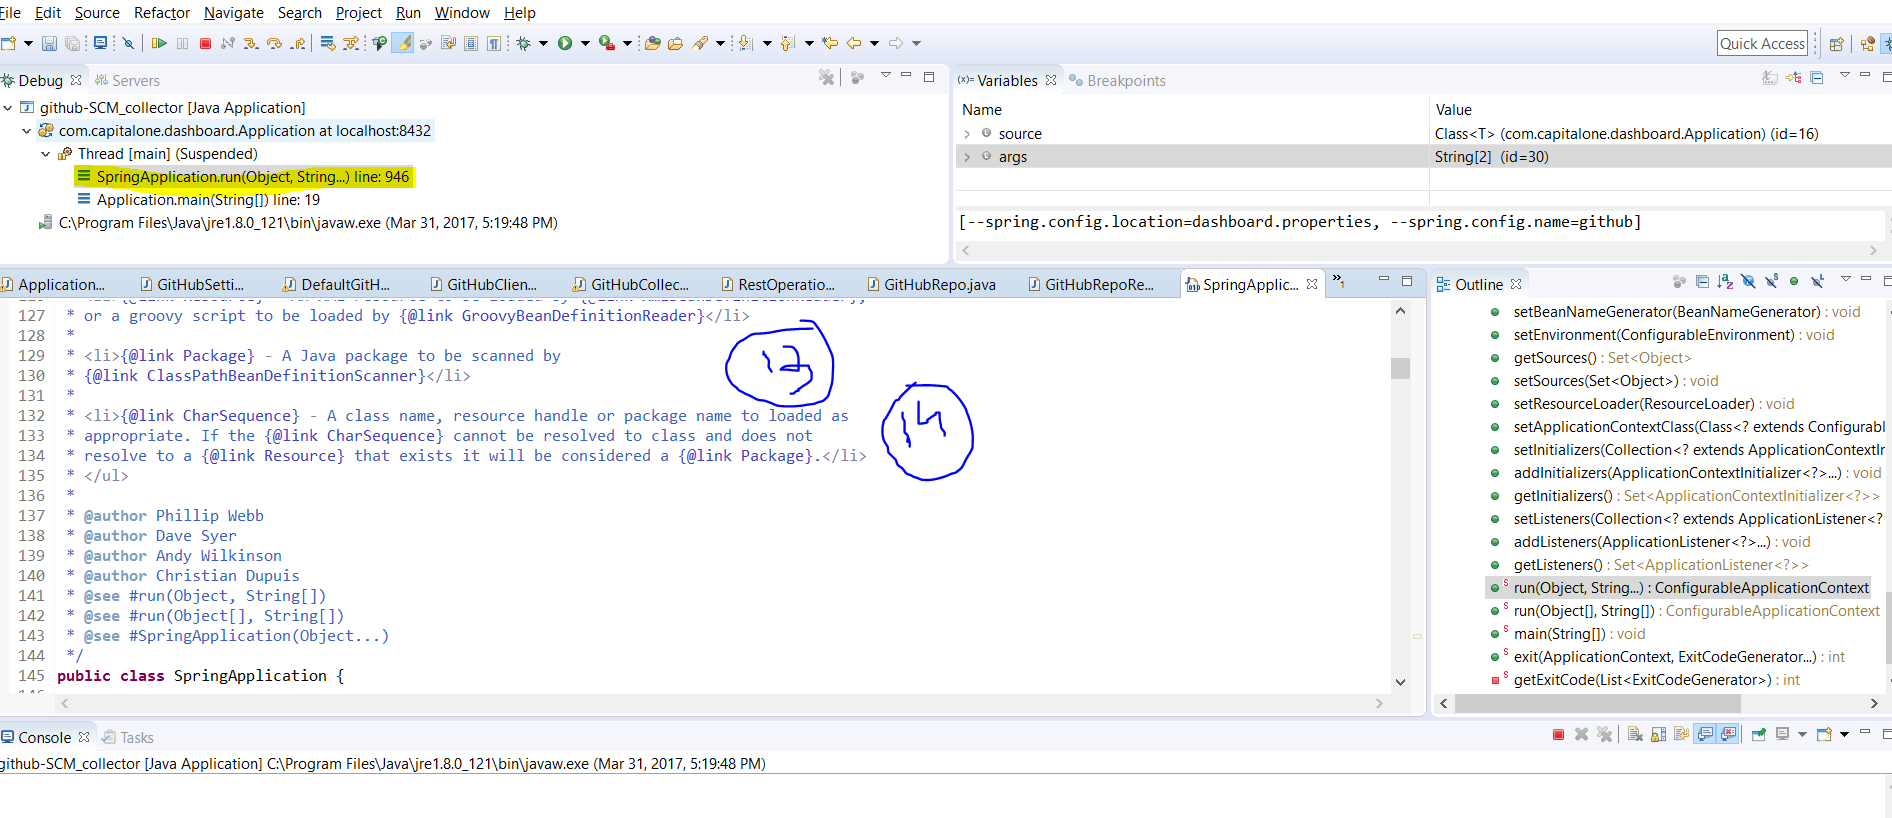 File Edit Source Refactor Navigate Search Project Run Window Help
Quick Access
Debug Servers
github-SCM_collector [Java Application]
com.capitalone.dashboard.Application at localhost:8432
Thread [main] (Suspended)
SpringApplication.run(Object, String...) line: 946
Application.main(String[]) line: 19
C:\Program Files\Java\jre1.8.0_121\bin\javaw.exe (Mar 31, 2017, 5:19:48 PM)
(x)= Variables Breakpoints
Name Value
source Class<T> (com.capitalone.dashboard.Application) (id=16)
args String[2] (id=30)
[--spring.config.location=dashboard.properties, --spring.config.name=github]
Application... GitHubSetti... DefaultGitH... GitHubClien... GitHubCollec... RestOperatio... GitHubRepo.java GitHubRepoRe... SpringApplic... »1
127 * or a groovy script to be loaded by {@link GroovyBeanDefinitionReader}</li>
128 *
129 * <li>{@link Package} - A Java package to be scanned by
130 * {@link ClassPathBeanDefinitionScanner}</li>
131 *
132 * <li>{@link CharSequence} - A class name, resource handle or package name to loaded as
133 * appropriate. If the {@link CharSequence} cannot be resolved to class and does not
134 * resolve to a {@link Resource} that exists it will be considered a {@link Package}.</li>
135 * </ul>
136 *
137 * @author Phillip Webb
138 * @author Dave Syer
139 * @author Andy Wilkinson
140 * @author Christian Dupuis
141 * @see #run(Object, String[])
142 * @see #run(Object[], String[])
143 * @see #SpringApplication(Object...)
144 */
145 public class SpringApplication {
13
14
Outline
setBeanNameGenerator(BeanNameGenerator) : void
setEnvironment(ConfigurableEnvironment) : void
getSources() : Set<Object>
setSources(Set<Object>) : void
setResourceLoader(ResourceLoader) : void
setApplicationContextClass(Class<? extends Configurabl
setInitializers(Collection<? extends ApplicationContextIr
addInitializers(ApplicationContextInitializer<?>...) : void
getInitializers() : Set<ApplicationContextInitializer<?>>
setListeners(Collection<? extends ApplicationListener<?
addListeners(ApplicationListener<?>...) : void
getListeners() : Set<ApplicationListener<?>>
run(Object, String...) : ConfigurableApplicationContext
run(Object[], String[]) : ConfigurableApplicationContext
main(String[]) : void
exit(ApplicationContext, ExitCodeGenerator...) : int
getExitCode(List<ExitCodeGenerator>) : int
Console Tasks
github-SCM_collector [Java Application] C:\Program Files\Java\jre1.8.0_121\bin\javaw.exe (Mar 31, 2017, 5:19:48 PM)